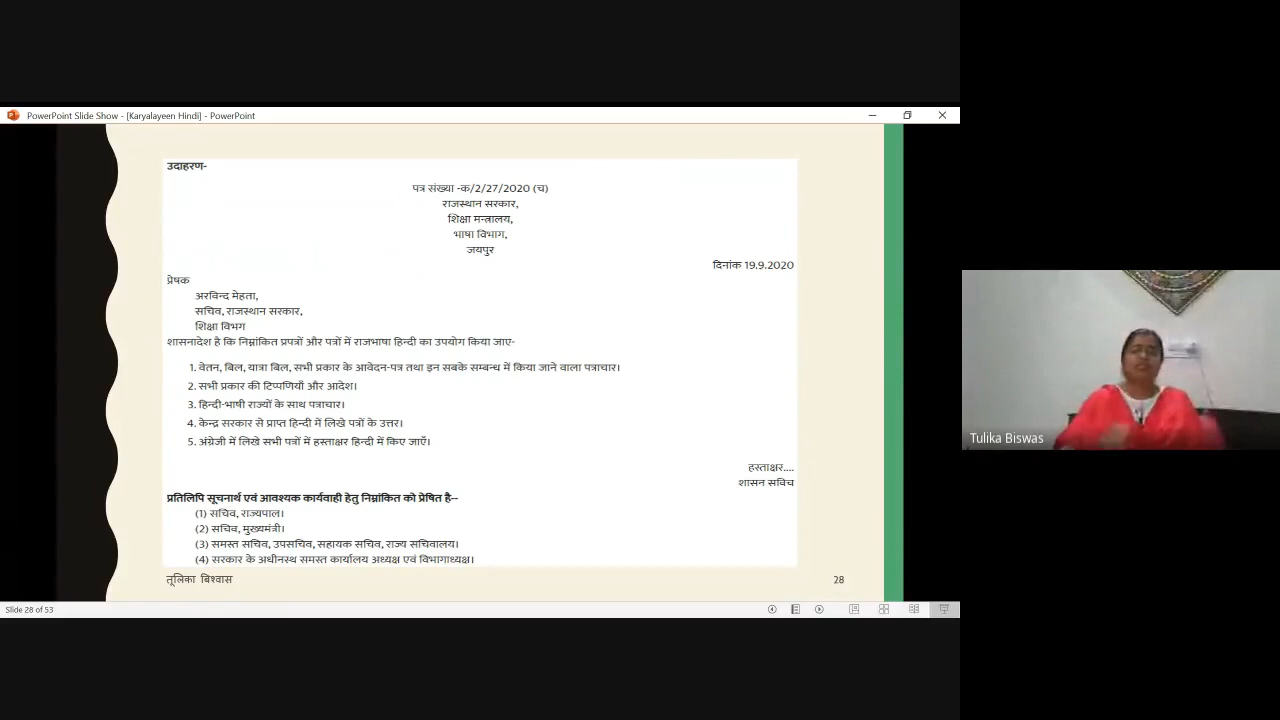 PowerPoint Slide Show - [Karyalayeen Hindi] - PowerPoint
उदाहरण-
पत्र संख्या -क/2/27/2020 (च)
राजस्थान सरकार,
शिक्षा मन्त्रालय,
भाषा विभाग,
जयपुर
दिनांक 19.9.2020
प्रेषक
अरविन्द मेहता,
सचिव, राजस्थान सरकार,
शिक्षा विभग
शासनादेश है कि निम्नांकित प्रपत्रों और पत्रों में राजभाषा हिन्दी का उपयोग किया जाए-
1. वेतन, बिल, यात्रा बिल, सभी प्रकार के आवेदन-पत्र तथा इन सबके सम्बन्ध में किया जाने वाला पत्राचार।
2. सभी प्रकार की टिप्पणियाँ और आदेश।
3. हिन्दी-भाषी राज्यों के साथ पत्राचार।
4. केन्द्र सरकार से प्राप्त हिन्दी में लिखे पत्रों के उत्तर।
5. अंग्रेजी में लिखे सभी पत्रों में हस्ताक्षर हिन्दी में किए जाएँ।
हस्ताक्षर....
शासन सविच
प्रतिलिपि सूचनार्थ एवं आवश्यक कार्यवाही हेतु निम्नांकित को प्रेषित है--
(1) सचिव, राज्यपाल।
(2) सचिव, मुख्यमंत्री।
(3) समस्त सचिव, उपसचिव, सहायक सचिव, राज्य सचिवालय।
(4) सरकार के अधीनस्थ समस्त कार्यालय अध्यक्ष एवं विभागाध्यक्ष।
तूलिका बिश्वास
28
Slide 28 of 53
Tulika Biswas